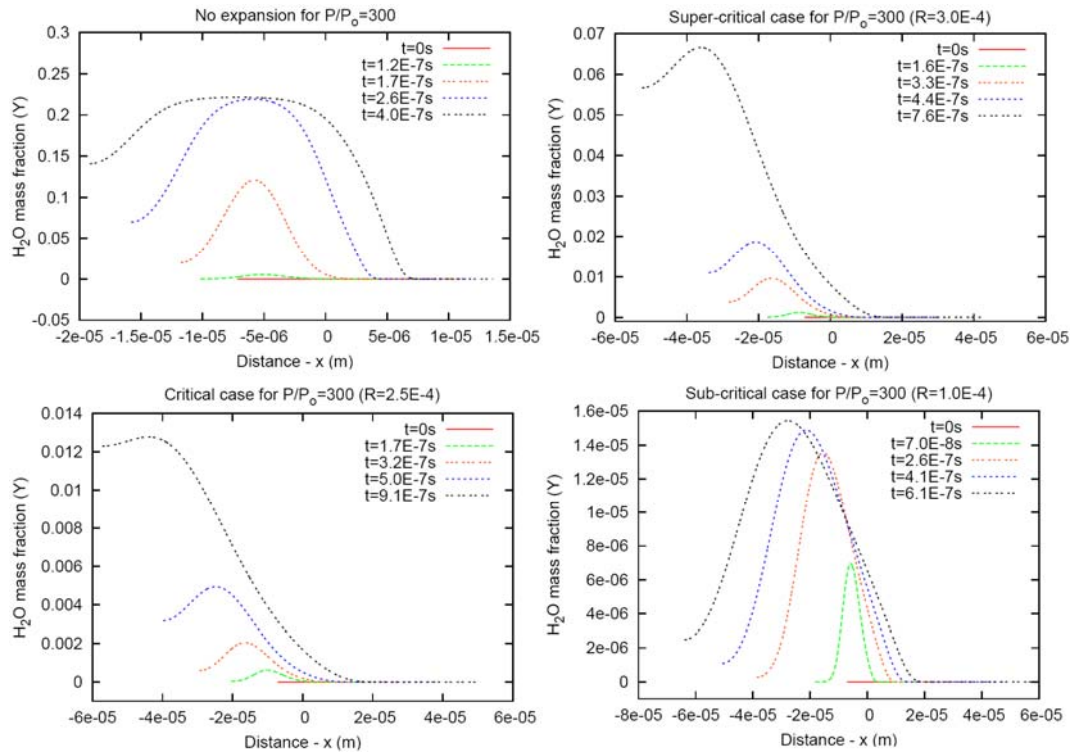 No expansion for P/Pₒ=300
H₂O mass fraction (Y)
0.3
0.25
0.2
0.15
0.1
0.05
0
-0.05
t=0s
t=1.2E-7s
t=1.7E-7s
t=2.6E-7s
t=4.0E-7s
-2e-05 -1.5e-05 -1e-05 -5e-06 0 5e-06 1e-05 1.5e-05
Distance - x (m)
Super-critical case for P/Pₒ=300 (R=3.0E-4)
H₂O mass fraction (Y)
0.07
0.06
0.05
0.04
0.03
0.02
0.01
0
t=0s
t=1.6E-7s
t=3.3E-7s
t=4.4E-7s
t=7.6E-7s
-6e-05 -4e-05 -2e-05 0 2e-05 4e-05 6e-05
Distance - x (m)
Critical case for P/Pₒ=300 (R=2.5E-4)
H₂O mass fraction (Y)
0.014
0.012
0.01
0.008
0.006
0.004
0.002
0
t=0s
t=1.7E-7s
t=3.2E-7s
t=5.0E-7s
t=9.1E-7s
-6e-05 -4e-05 -2e-05 0 2e-05 4e-05 6e-05
Distance - x (m)
Sub-critical case for P/Pₒ=300 (R=1.0E-4)
H₂O mass fraction (Y)
1.6e-05
1.4e-05
1.2e-05
1e-05
8e-06
6e-06
4e-06
2e-06
0
t=0s
t=7.0E-8s
t=2.6E-7s
t=4.1E-7s
t=6.1E-7s
-8e-05 -6e-05 -4e-05 -2e-05 0 2e-05 4e-05 6e-05
Distance - x (m)